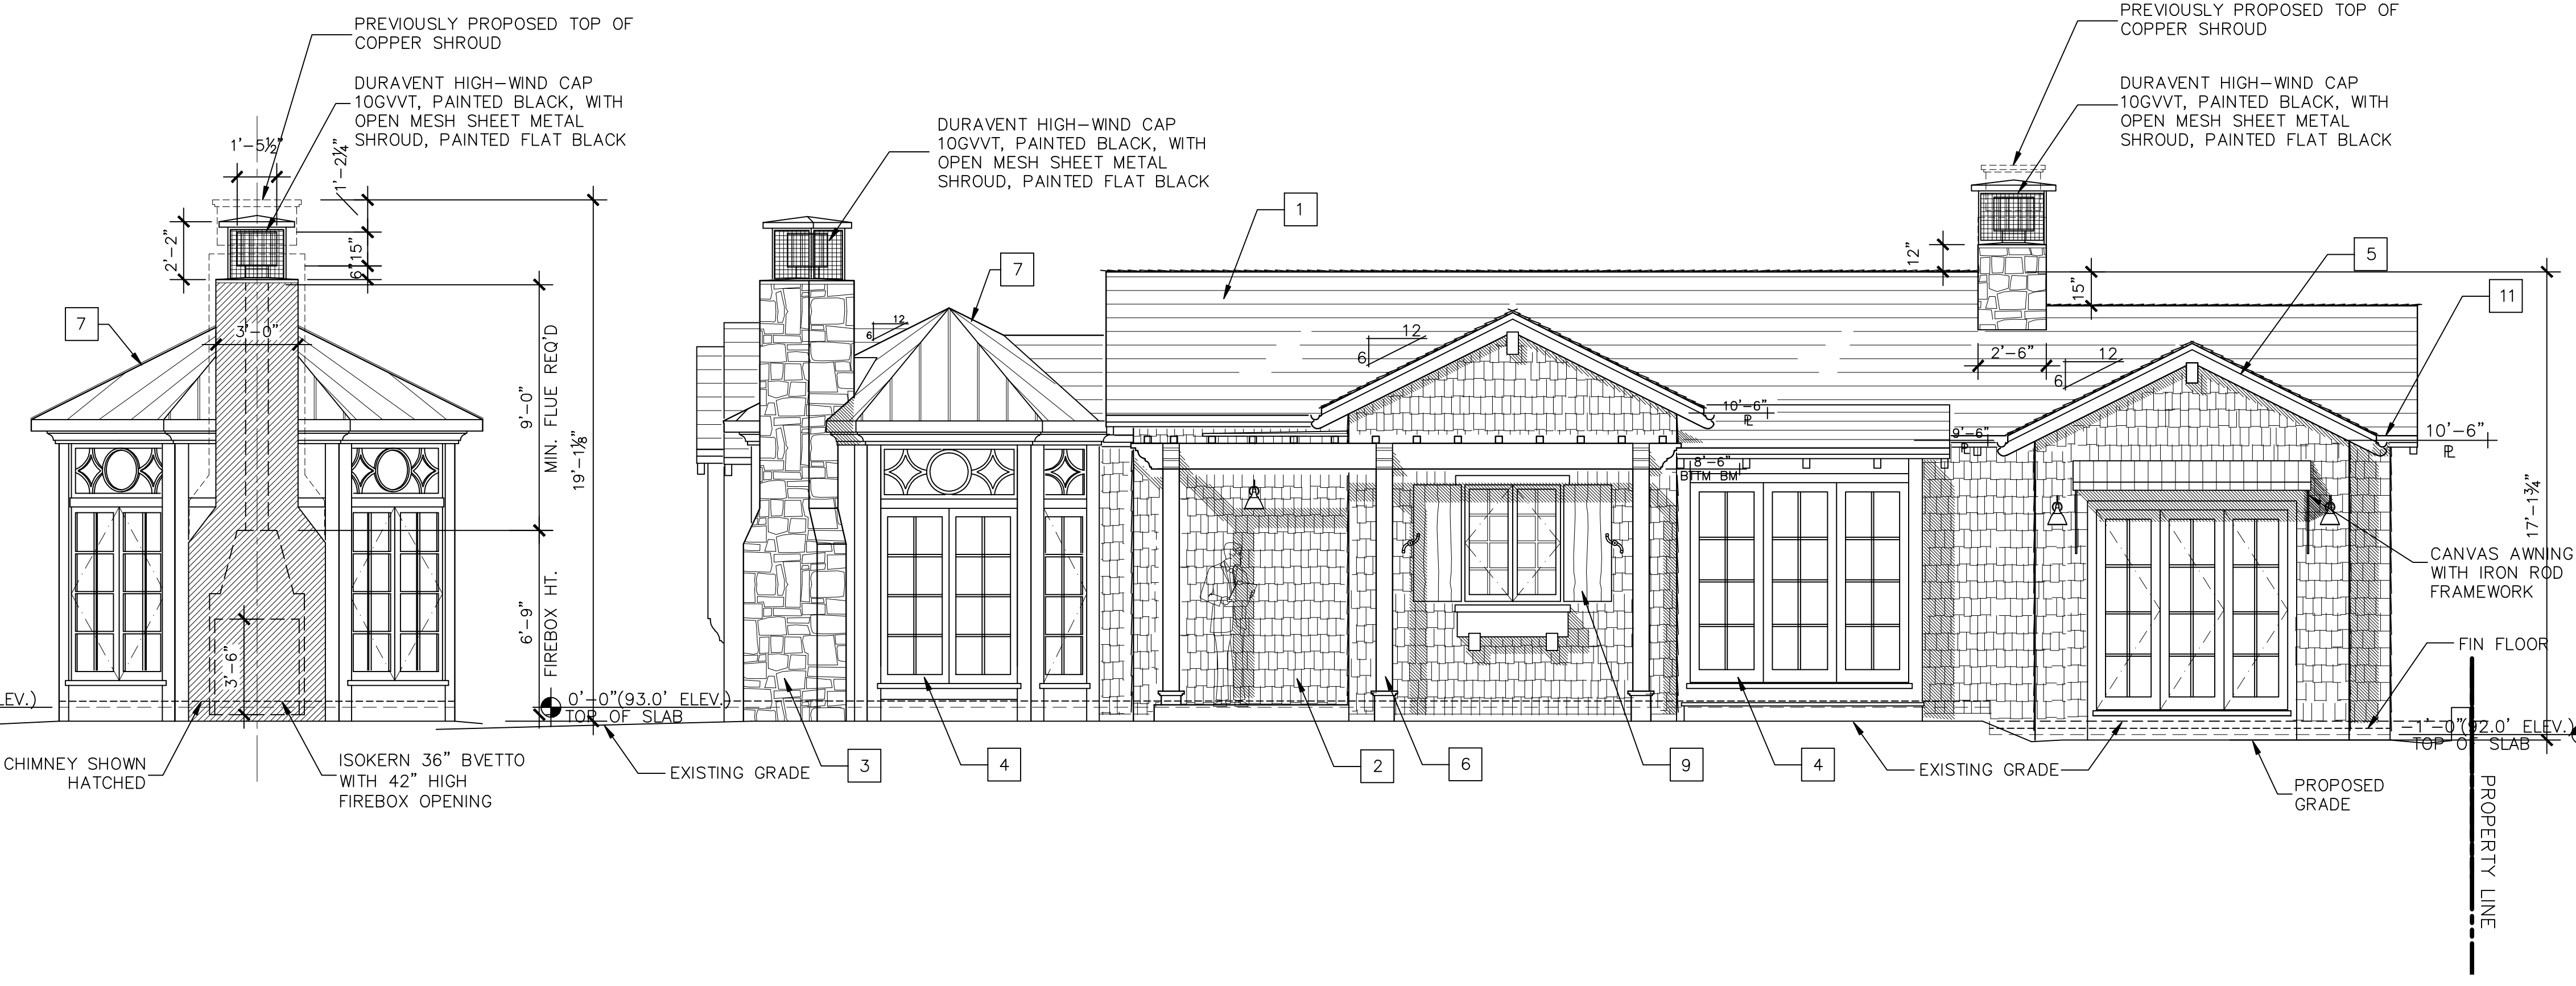 PREVIOUSLY PROPOSED TOP OF
COPPER SHROUD
DURAVENT HIGH-WIND CAP
10GVVT, PAINTED BLACK, WITH
OPEN MESH SHEET METAL
SHROUD, PAINTED FLAT BLACK
1'-5½"
1'-2¼"
2'-2"
15"
6"
7
3'-0"
9'-0"
MIN. FLUE REQ'D
19'-1⅛"
6'-9"
FIREBOX HT.
3'-6"
LEV.)
0'-0"(93.0' ELEV.)
TOP OF SLAB
CHIMNEY SHOWN
HATCHED
ISOKERN 36" BVETTO
WITH 42" HIGH
FIREBOX OPENING
EXISTING GRADE
DURAVENT HIGH-WIND CAP
10GVVT, PAINTED BLACK, WITH
OPEN MESH SHEET METAL
SHROUD, PAINTED FLAT BLACK
7
1
12
6
12
6
10'-6"
PL
8'-6"
BTTM BM
9'-6"
PL
3
4
2
6
9
4
EXISTING GRADE
PREVIOUSLY PROPOSED TOP OF
COPPER SHROUD
DURAVENT HIGH-WIND CAP
10GVVT, PAINTED BLACK, WITH
OPEN MESH SHEET METAL
SHROUD, PAINTED FLAT BLACK
12"
15"
5
11
2'-6"
12
6
10'-6"
PL
17'-1¾"
CANVAS AWNING
WITH IRON ROD
FRAMEWORK
FIN FLOOR
-1'-0"(92.0' ELEV.)
TOP OF SLAB
PROPOSED
GRADE
PROPERTY LINE